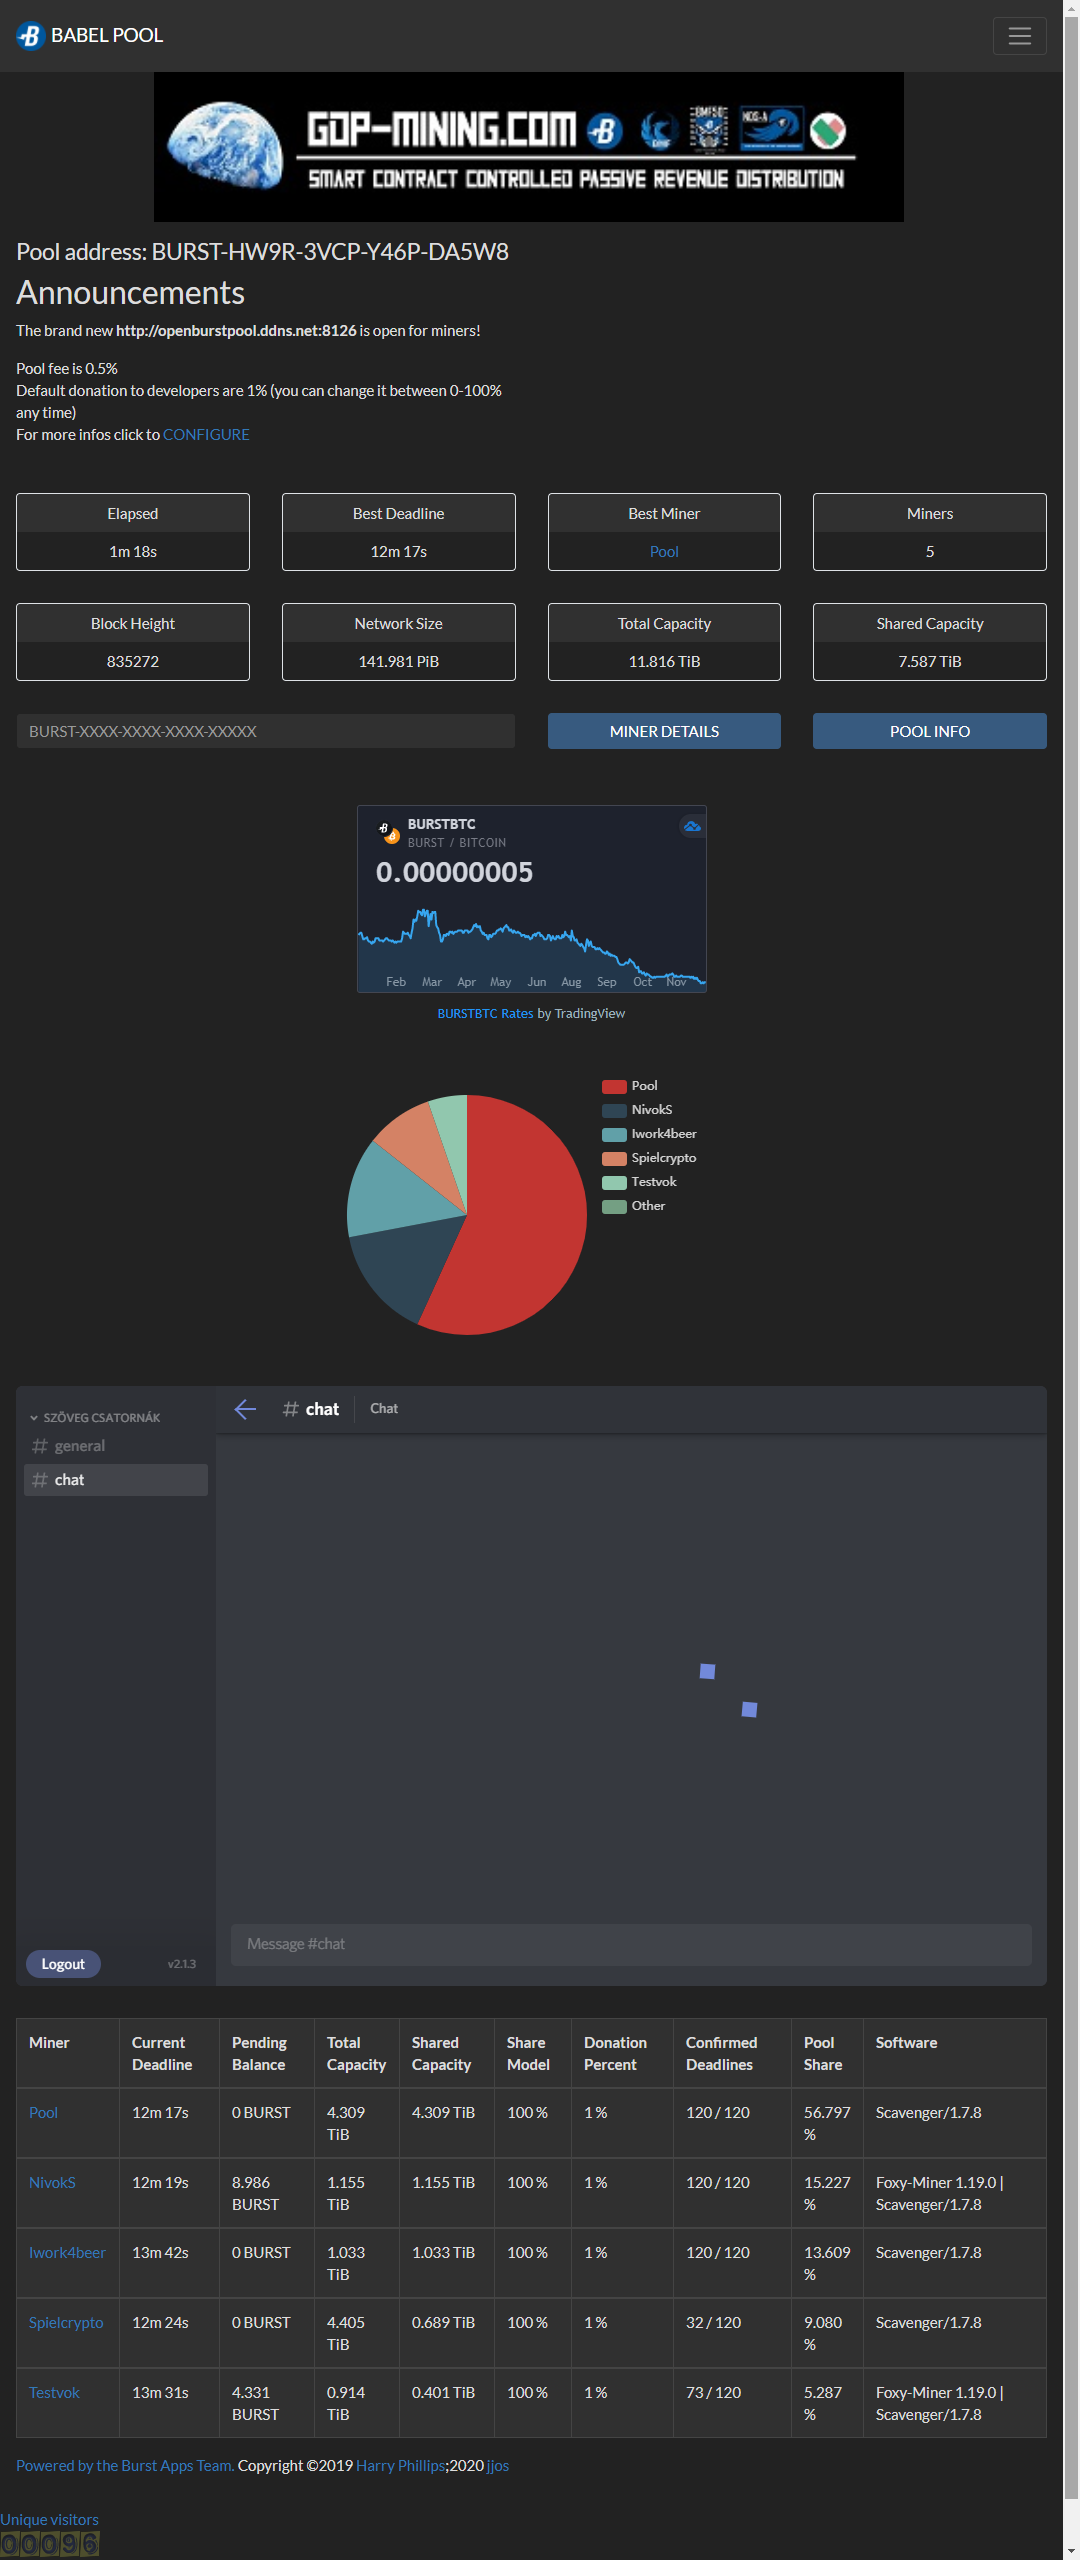 BABEL POOL
GDP-MINING.COM
SMART CONTRACT CONTROLLED PASSIVE REVENUE DISTRIBUTION
Pool address: BURST-HW9R-3VCP-Y46P-DA5W8
Announcements
The brand new http://openburstpool.ddns.net:8126 is open for miners!
Pool fee is 0.5%
Default donation to developers are 1% (you can change it between 0-100%
any time)
For more infos click to CONFIGURE
Elapsed Best Deadline Best Miner Miners
1m 18s 12m 17s Pool 5
Block Height Network Size Total Capacity Shared Capacity
835272 141.981 PiB 11.816 TiB 7.587 TiB
BURST-XXXX-XXXX-XXXX-XXXXX MINER DETAILS POOL INFO
BURSTBTC
BURST / BITCOIN
0.00000005
Feb Mar Apr May Jun Aug Sep Oct Nov
BURSTBTC Rates by TradingView
Pool
NivokS
Iwork4beer
Spielcrypto
Testvok
Other
SZÖVEG CSATORNÁK
# general
# chat
# chat Chat
Message #chat
Logout v2.1.3
Miner Current Pending Total Shared Share Donation Confirmed Pool Software
Deadline Balance Capacity Capacity Model Percent Deadlines Share
Pool 12m 17s 0 BURST 4.309 4.309 TiB 100 % 1 % 120 / 120 56.797 Scavenger/1.7.8
TiB %
NivokS 12m 19s 8.986 1.155 1.155 TiB 100 % 1 % 120 / 120 15.227 Foxy-Miner 1.19.0 |
BURST TiB % Scavenger/1.7.8
Iwork4beer 13m 42s 0 BURST 1.033 1.033 TiB 100 % 1 % 120 / 120 13.609 Scavenger/1.7.8
TiB %
Spielcrypto 12m 24s 0 BURST 4.405 0.689 TiB 100 % 1 % 32 / 120 9.080 Scavenger/1.7.8
TiB %
Testvok 13m 31s 4.331 0.914 0.401 TiB 100 % 1 % 73 / 120 5.287 Foxy-Miner 1.19.0 |
BURST TiB % Scavenger/1.7.8
Powered by the Burst Apps Team. Copyright ©2019 Harry Phillips;2020 jjos
Unique visitors
00096